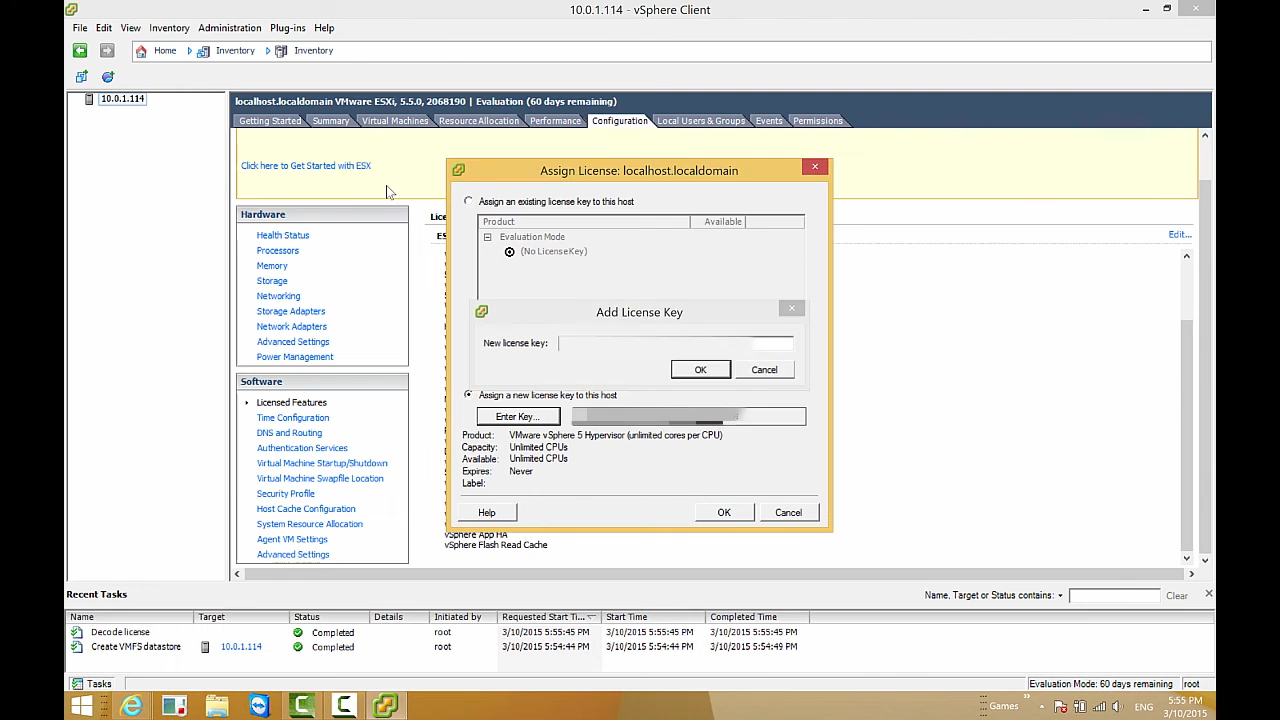 10.0.1.114 - vSphere Client
File Edit View Inventory Administration Plug-ins Help
Home Inventory Inventory
10.0.1.114
localhost.localdomain VMware ESXi, 5.5.0, 2068190 | Evaluation (60 days remaining)
Getting Started Summary Virtual Machines Resource Allocation Performance Configuration Local Users & Groups Events Permissions
Click here to Get Started with ESX
Hardware
Health Status
Processors
Memory
Storage
Networking
Storage Adapters
Network Adapters
Advanced Settings
Power Management
Software
Licensed Features
Time Configuration
DNS and Routing
Authentication Services
Virtual Machine Startup/Shutdown
Virtual Machine Swapfile Location
Security Profile
Host Cache Configuration
System Resource Allocation
Agent VM Settings
Advanced Settings
Edit...
Assign License: localhost.localdomain
Assign an existing license key to this host
Product Available
Evaluation Mode
(No License Key)
Add License Key
New license key:
OK Cancel
Assign a new license key to this host
Enter Key...
Product: VMware vSphere 5 Hypervisor (unlimited cores per CPU)
Capacity: Unlimited CPUs
Available: Unlimited CPUs
Expires: Never
Label:
Help OK Cancel
vSphere App HA
vSphere Flash Read Cache
Recent Tasks Name, Target or Status contains: Clear
Name Target Status Details Initiated by Requested Start Ti... Start Time Completed Time
Decode license Completed root 3/10/2015 5:55:45 PM 3/10/2015 5:55:45 PM 3/10/2015 5:55:45 PM
Create VMFS datastore 10.0.1.114 Completed root 3/10/2015 5:54:44 PM 3/10/2015 5:54:44 PM 3/10/2015 5:54:49 PM
Tasks Evaluation Mode: 60 days remaining root
Games ENG 5:55 PM
3/10/2015